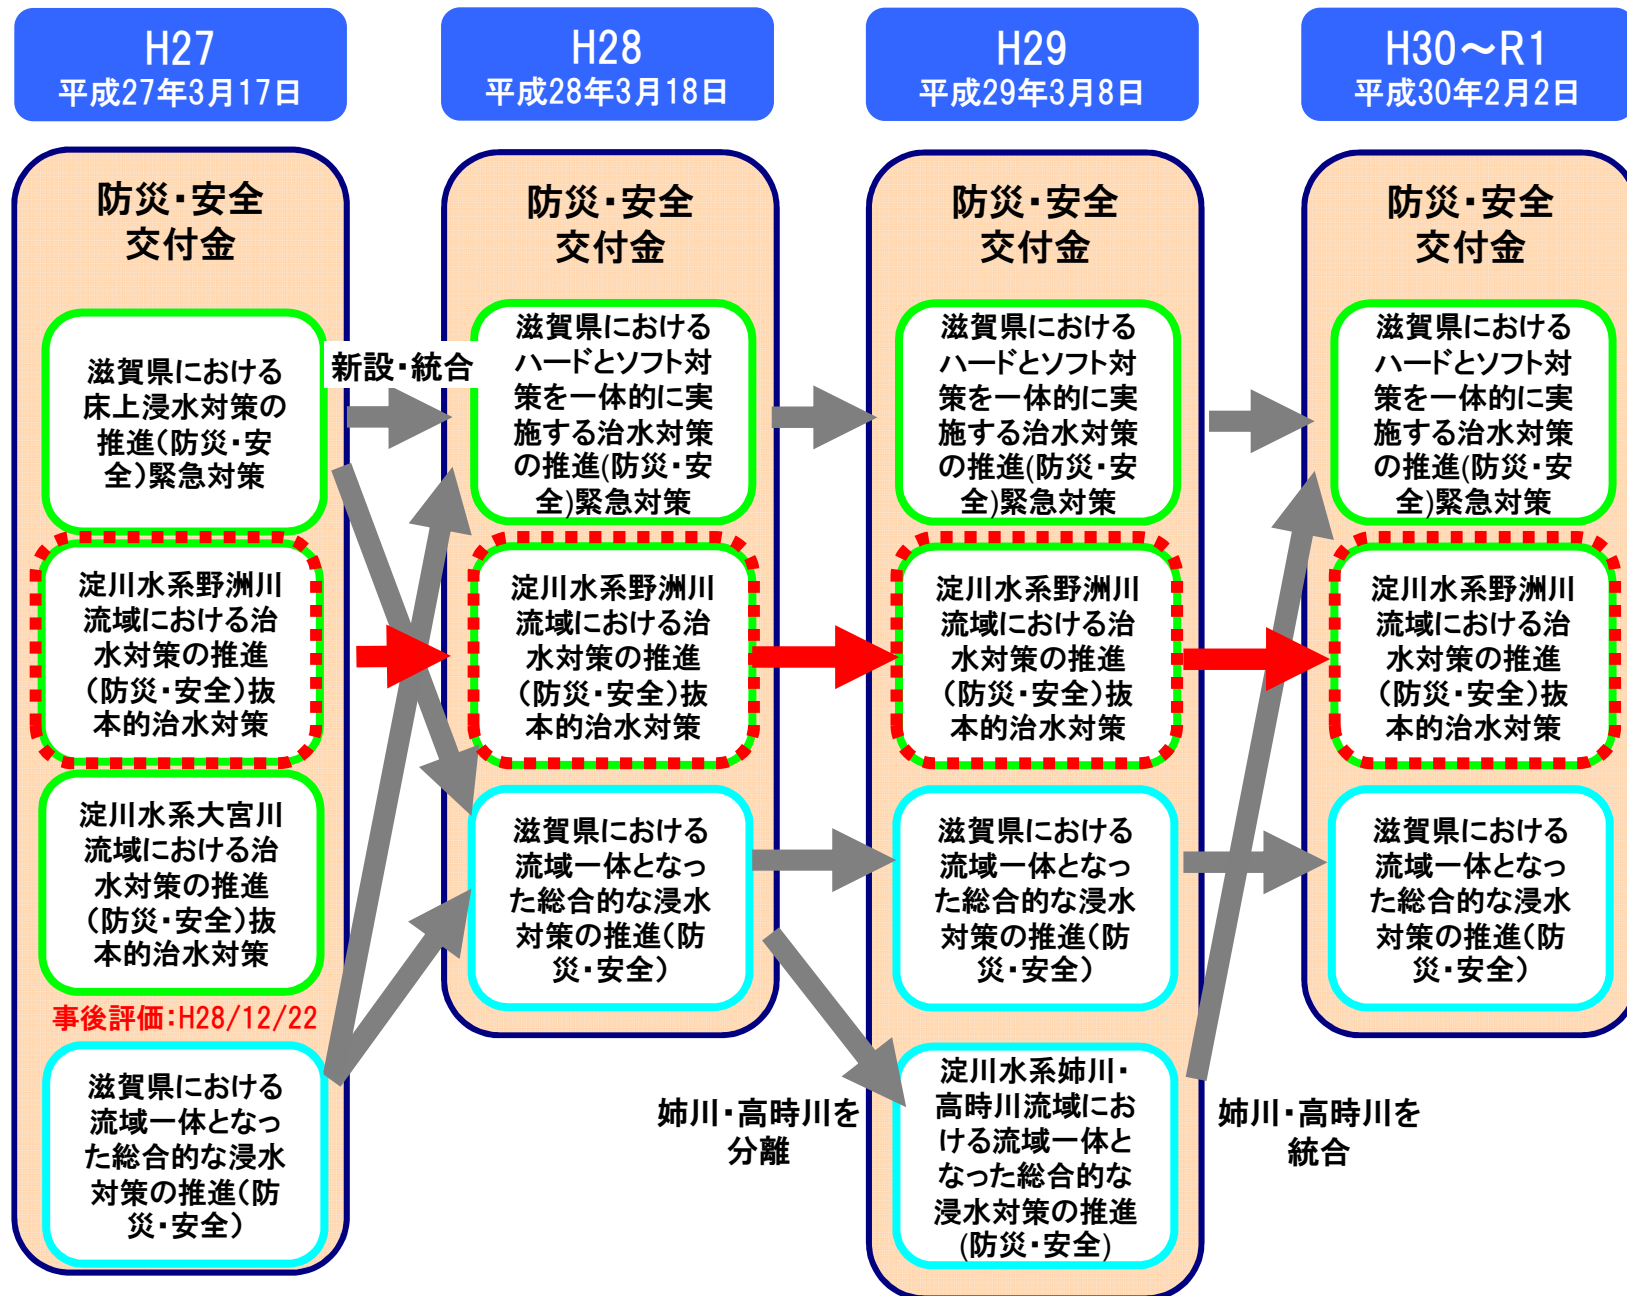 H27
平成27年3月17日
防災・安全
交付金
滋賀県における
床上浸水対策の
推進(防災・安
全)緊急対策
淀川水系野洲川
流域における治
水対策の推進
(防災・安全)抜
本的治水対策
淀川水系大宮川
流域における治
水対策の推進
(防災・安全)抜
本的治水対策
事後評価:H28/12/22
滋賀県における
流域一体となっ
た総合的な浸水
対策の推進(防
災・安全)
新設・統合
H28
平成28年3月18日
防災・安全
交付金
滋賀県における
ハードとソフト対
策を一体的に実
施する治水対策
の推進(防災・安
全)緊急対策
淀川水系野洲川
流域における治
水対策の推進
(防災・安全)抜
本的治水対策
滋賀県における
流域一体となっ
た総合的な浸水
対策の推進(防
災・安全)
姉川・高時川を
分離
H29
平成29年3月8日
防災・安全
交付金
滋賀県における
ハードとソフト対
策を一体的に実
施する治水対策
の推進(防災・安
全)緊急対策
淀川水系野洲川
流域における治
水対策の推進
(防災・安全)抜
本的治水対策
滋賀県における
流域一体となっ
た総合的な浸水
対策の推進(防
災・安全)
淀川水系姉川・
高時川流域にお
ける流域一体と
なった総合的な
浸水対策の推進
(防災・安全)
姉川・高時川を
統合
H30~R1
平成30年2月2日
防災・安全
交付金
滋賀県における
ハードとソフト対
策を一体的に実
施する治水対策
の推進(防災・安
全)緊急対策
淀川水系野洲川
流域における治
水対策の推進
(防災・安全)抜
本的治水対策
滋賀県における
流域一体となっ
た総合的な浸水
対策の推進(防
災・安全)